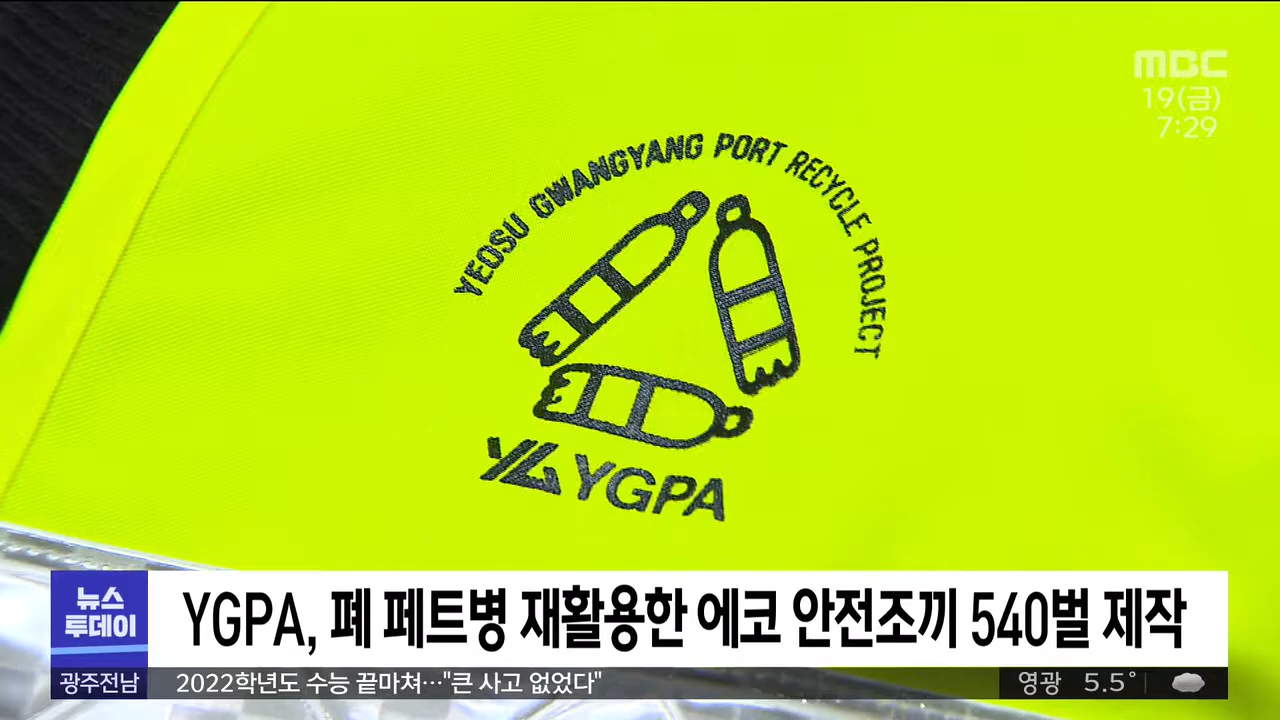 MBC
19(금)
7:29
YEOSU GWANGYANG PORT RECYCLE PROJECT
YG YGPA
뉴스
투데이
YGPA, 폐 페트병 재활용한 에코 안전조끼 540벌 제작
광주전남
2022학년도 수능 끝마쳐…"큰 사고 없었다"
영광 5.5°